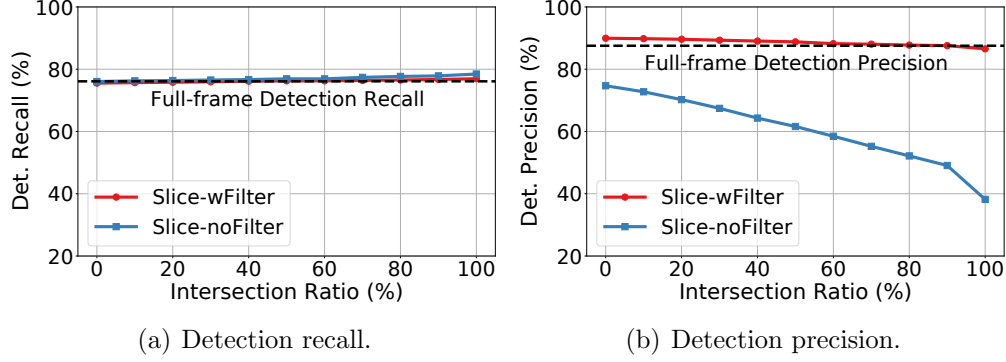 100
80
60
40
20
Det. Recall (%)
Full-frame Detection Recall
Slice-wFilter
Slice-noFilter
0 20 40 60 80 100
Intersection Ratio (%)
(a) Detection recall.
100
80
60
40
20
Det. Precision (%)
Full-frame Detection Precision
Slice-wFilter
Slice-noFilter
0 20 40 60 80 100
Intersection Ratio (%)
(b) Detection precision.